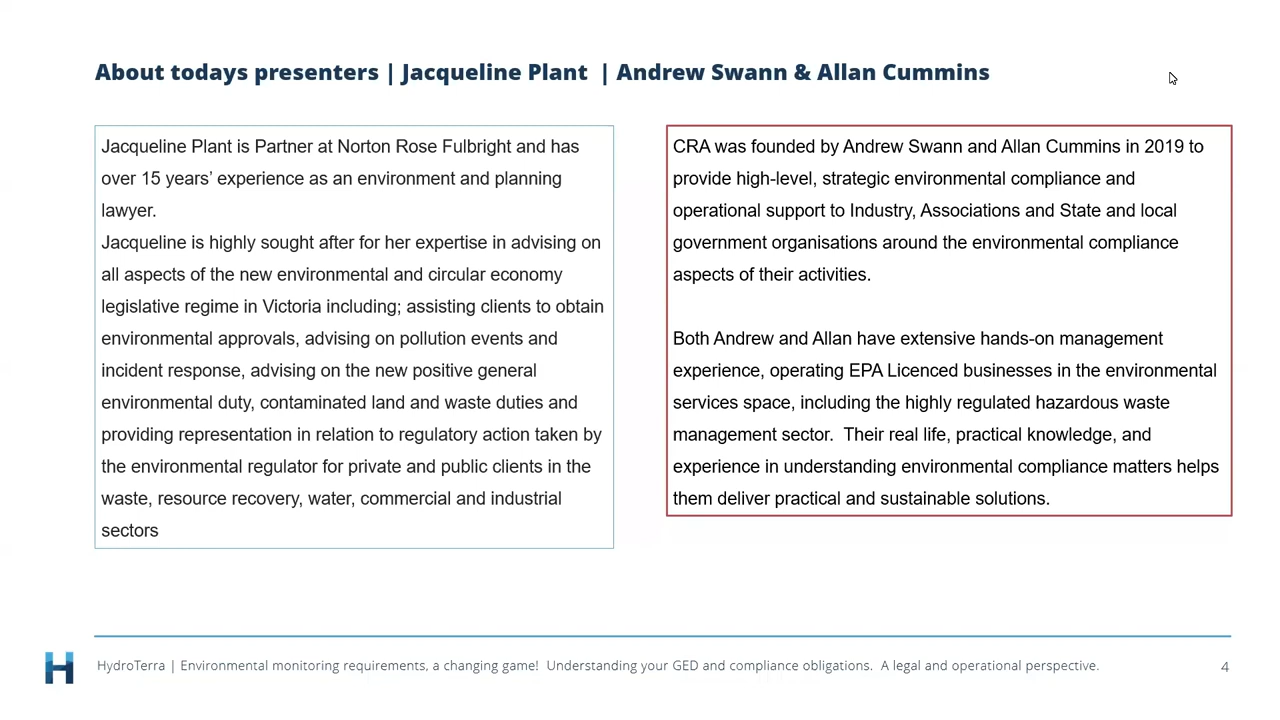 About todays presenters | Jacqueline Plant | Andrew Swann & Allan Cummins
Jacqueline Plant is Partner at Norton Rose Fulbright and has
over 15 years’ experience as an environment and planning
lawyer.
Jacqueline is highly sought after for her expertise in advising on
all aspects of the new environmental and circular economy
legislative regime in Victoria including; assisting clients to obtain
environmental approvals, advising on pollution events and
incident response, advising on the new positive general
environmental duty, contaminated land and waste duties and
providing representation in relation to regulatory action taken by
the environmental regulator for private and public clients in the
waste, resource recovery, water, commercial and industrial
sectors
CRA was founded by Andrew Swann and Allan Cummins in 2019 to
provide high-level, strategic environmental compliance and
operational support to Industry, Associations and State and local
government organisations around the environmental compliance
aspects of their activities.
Both Andrew and Allan have extensive hands-on management
experience, operating EPA Licenced businesses in the environmental
services space, including the highly regulated hazardous waste
management sector. Their real life, practical knowledge, and
experience in understanding environmental compliance matters helps
them deliver practical and sustainable solutions.
HydroTerra | Environmental monitoring requirements, a changing game! Understanding your GED and compliance obligations. A legal and operational perspective.
4